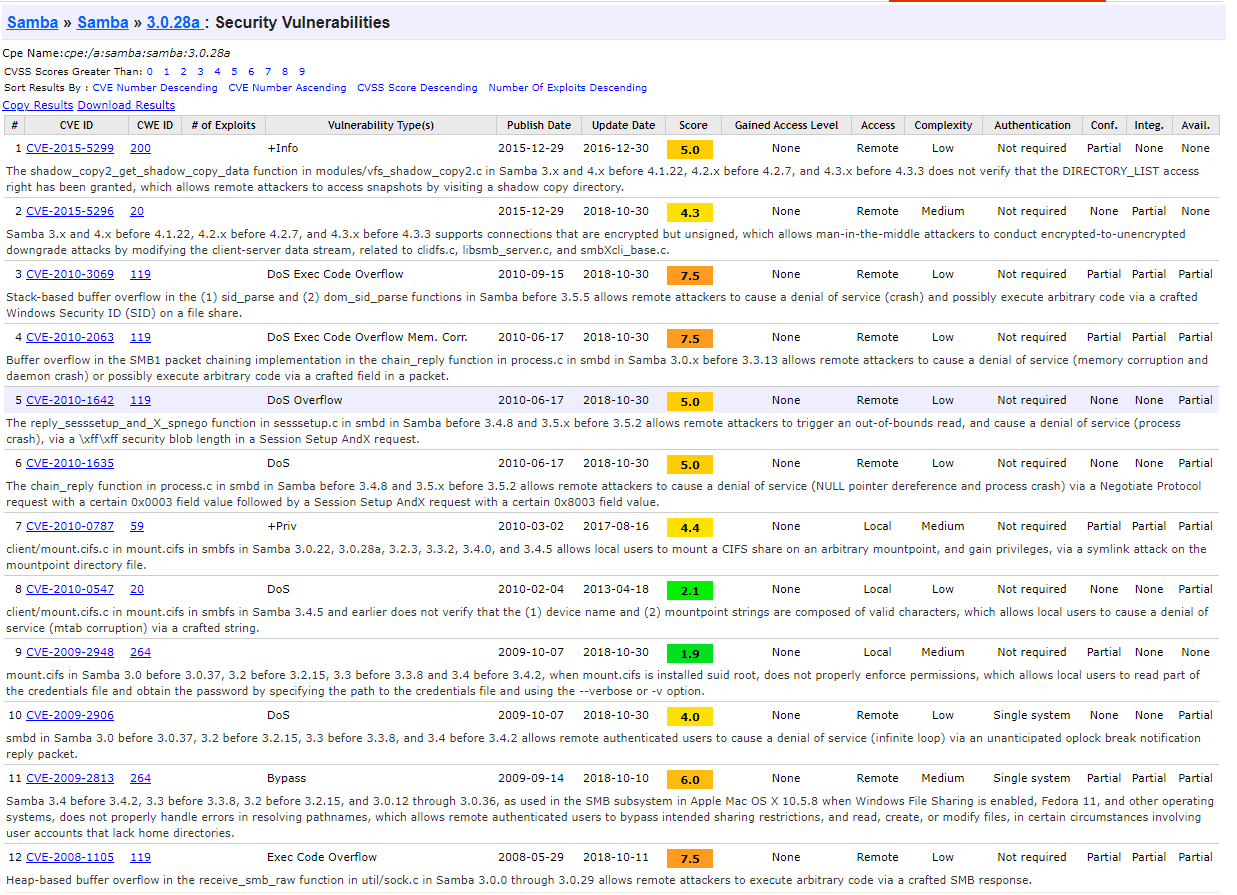 Samba » Samba » 3.0.28a : Security Vulnerabilities
Cpe Name:cpe:/a:samba:samba:3.0.28a
CVSS Scores Greater Than: 0 1 2 3 4 5 6 7 8 9
Sort Results By : CVE Number Descending CVE Number Ascending CVSS Score Descending Number Of Exploits Descending
Copy Results Download Results
# CVE ID CWE ID # of Exploits Vulnerability Type(s) Publish Date Update Date Score Gained Access Level Access Complexity Authentication Conf. Integ. Avail.
1 CVE-2015-5299 200 +Info 2015-12-29 2016-12-30 5.0 None Remote Low Not required Partial None None
The shadow_copy2_get_shadow_copy_data function in modules/vfs_shadow_copy2.c in Samba 3.x and 4.x before 4.1.22, 4.2.x before 4.2.7, and 4.3.x before 4.3.3 does not verify that the DIRECTORY_LIST access
right has been granted, which allows remote attackers to access snapshots by visiting a shadow copy directory.
2 CVE-2015-5296 20 2015-12-29 2018-10-30 4.3 None Remote Medium Not required None Partial None
Samba 3.x and 4.x before 4.1.22, 4.2.x before 4.2.7, and 4.3.x before 4.3.3 supports connections that are encrypted but unsigned, which allows man-in-the-middle attackers to conduct encrypted-to-unencrypted
downgrade attacks by modifying the client-server data stream, related to clidfs.c, libsmb_server.c, and smbXcli_base.c.
3 CVE-2010-3069 119 DoS Exec Code Overflow 2010-09-15 2018-10-30 7.5 None Remote Low Not required Partial Partial Partial
Stack-based buffer overflow in the (1) sid_parse and (2) dom_sid_parse functions in Samba before 3.5.5 allows remote attackers to cause a denial of service (crash) and possibly execute arbitrary code via a crafted
Windows Security ID (SID) on a file share.
4 CVE-2010-2063 119 DoS Exec Code Overflow Mem. Corr. 2010-06-17 2018-10-30 7.5 None Remote Low Not required Partial Partial Partial
Buffer overflow in the SMB1 packet chaining implementation in the chain_reply function in process.c in smbd in Samba 3.0.x before 3.3.13 allows remote attackers to cause a denial of service (memory corruption and
daemon crash) or possibly execute arbitrary code via a crafted field in a packet.
5 CVE-2010-1642 119 DoS Overflow 2010-06-17 2018-10-30 5.0 None Remote Low Not required None None Partial
The reply_sesssetup_and_X_spnego function in sesssetup.c in smbd in Samba before 3.4.8 and 3.5.x before 3.5.2 allows remote attackers to trigger an out-of-bounds read, and cause a denial of service (process
crash), via a \xff\xff security blob length in a Session Setup AndX request.
6 CVE-2010-1635 DoS 2010-06-17 2018-10-30 5.0 None Remote Low Not required None None Partial
The chain_reply function in process.c in smbd in Samba before 3.4.8 and 3.5.x before 3.5.2 allows remote attackers to cause a denial of service (NULL pointer dereference and process crash) via a Negotiate Protocol
request with a certain 0x0003 field value followed by a Session Setup AndX request with a certain 0x8003 field value.
7 CVE-2010-0787 59 +Priv 2010-03-02 2017-08-16 4.4 None Local Medium Not required Partial Partial Partial
client/mount.cifs.c in mount.cifs in smbfs in Samba 3.0.22, 3.0.28a, 3.2.3, 3.3.2, 3.4.0, and 3.4.5 allows local users to mount a CIFS share on an arbitrary mountpoint, and gain privileges, via a symlink attack on the
mountpoint directory file.
8 CVE-2010-0547 20 DoS 2010-02-04 2013-04-18 2.1 None Local Low Not required None None Partial
client/mount.cifs.c in mount.cifs in smbfs in Samba 3.4.5 and earlier does not verify that the (1) device name and (2) mountpoint strings are composed of valid characters, which allows local users to cause a denial of
service (mtab corruption) via a crafted string.
9 CVE-2009-2948 264 2009-10-07 2018-10-30 1.9 None Local Medium Not required Partial None None
mount.cifs in Samba 3.0 before 3.0.37, 3.2 before 3.2.15, 3.3 before 3.3.8 and 3.4 before 3.4.2, when mount.cifs is installed suid root, does not properly enforce permissions, which allows local users to read part of
the credentials file and obtain the password by specifying the path to the credentials file and using the --verbose or -v option.
10 CVE-2009-2906 DoS 2009-10-07 2018-10-30 4.0 None Remote Low Single system None None Partial
smbd in Samba 3.0 before 3.0.37, 3.2 before 3.2.15, 3.3 before 3.3.8, and 3.4 before 3.4.2 allows remote authenticated users to cause a denial of service (infinite loop) via an unanticipated oplock break notification
reply packet.
11 CVE-2009-2813 264 Bypass 2009-09-14 2018-10-10 6.0 None Remote Medium Single system Partial Partial Partial
Samba 3.4 before 3.4.2, 3.3 before 3.3.8, 3.2 before 3.2.15, and 3.0.12 through 3.0.36, as used in the SMB subsystem in Apple Mac OS X 10.5.8 when Windows File Sharing is enabled, Fedora 11, and other operating
systems, does not properly handle errors in resolving pathnames, which allows remote authenticated users to bypass intended sharing restrictions, and read, create, or modify files, in certain circumstances involving
user accounts that lack home directories.
12 CVE-2008-1105 119 Exec Code Overflow 2008-05-29 2018-10-11 7.5 None Remote Low Not required Partial Partial Partial
Heap-based buffer overflow in the receive_smb_raw function in util/sock.c in Samba 3.0.0 through 3.0.29 allows remote attackers to execute arbitrary code via a crafted SMB response.